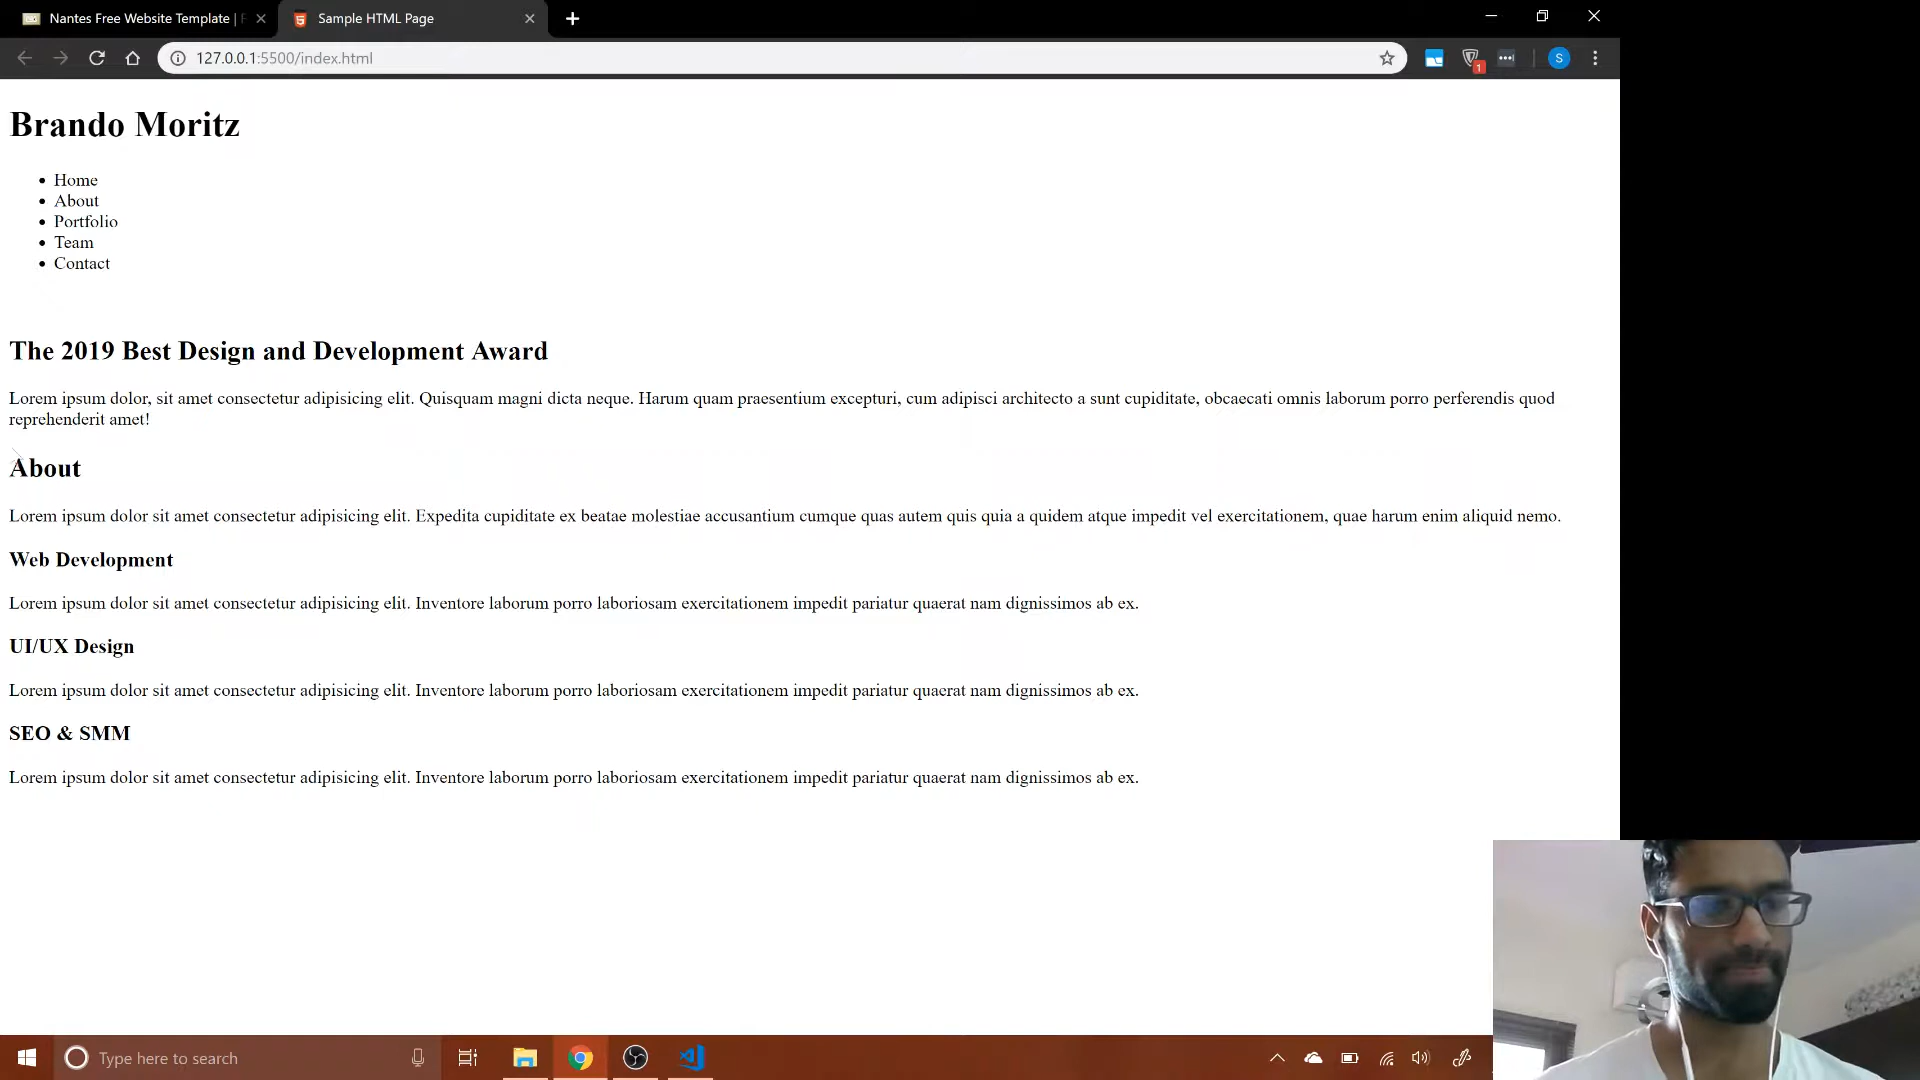 Nantes Free Website Template |
Sample HTML Page
127.0.0.1:5500/index.html
1
S
Brando Moritz
Home
About
Portfolio
Team
Contact
The 2019 Best Design and Development Award
Lorem ipsum dolor, sit amet consectetur adipisicing elit. Quisquam magni dicta neque. Harum quam praesentium excepturi, cum adipisci architecto a sunt cupiditate, obcaecati omnis laborum porro perferendis quod
reprehenderit amet!
About
Lorem ipsum dolor sit amet consectetur adipisicing elit. Expedita cupiditate ex beatae molestiae accusantium cumque quas autem quis quia a quidem atque impedit vel exercitationem, quae harum enim aliquid nemo.
Web Development
Lorem ipsum dolor sit amet consectetur adipisicing elit. Inventore laborum porro laboriosam exercitationem impedit pariatur quaerat nam dignissimos ab ex.
UI/UX Design
Lorem ipsum dolor sit amet consectetur adipisicing elit. Inventore laborum porro laboriosam exercitationem impedit pariatur quaerat nam dignissimos ab ex.
SEO & SMM
Lorem ipsum dolor sit amet consectetur adipisicing elit. Inventore laborum porro laboriosam exercitationem impedit pariatur quaerat nam dignissimos ab ex.
Type here to search